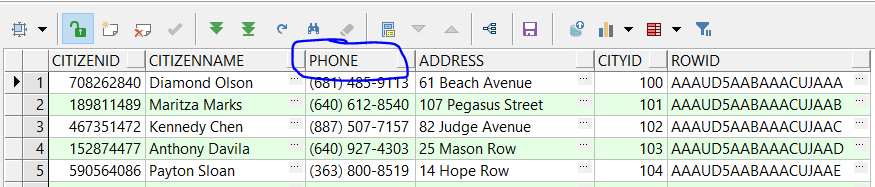 CITIZENID CITIZENNAME PHONE ADDRESS CITYID ROWID
1 708262840 Diamond Olson (681) 485-9113 61 Beach Avenue 100 AAAUD5AABAAACUJAAA
2 189811489 Maritza Marks (640) 612-8540 107 Pegasus Street 101 AAAUD5AABAAACUJAAB
3 467351472 Kennedy Chen (887) 507-7157 82 Judge Avenue 102 AAAUD5AABAAACUJAAC
4 152874477 Anthony Davila (640) 927-4303 25 Mason Row 103 AAAUD5AABAAACUJAAD
5 590564086 Payton Sloan (363) 800-8519 14 Hope Row 104 AAAUD5AABAAACUJAAE